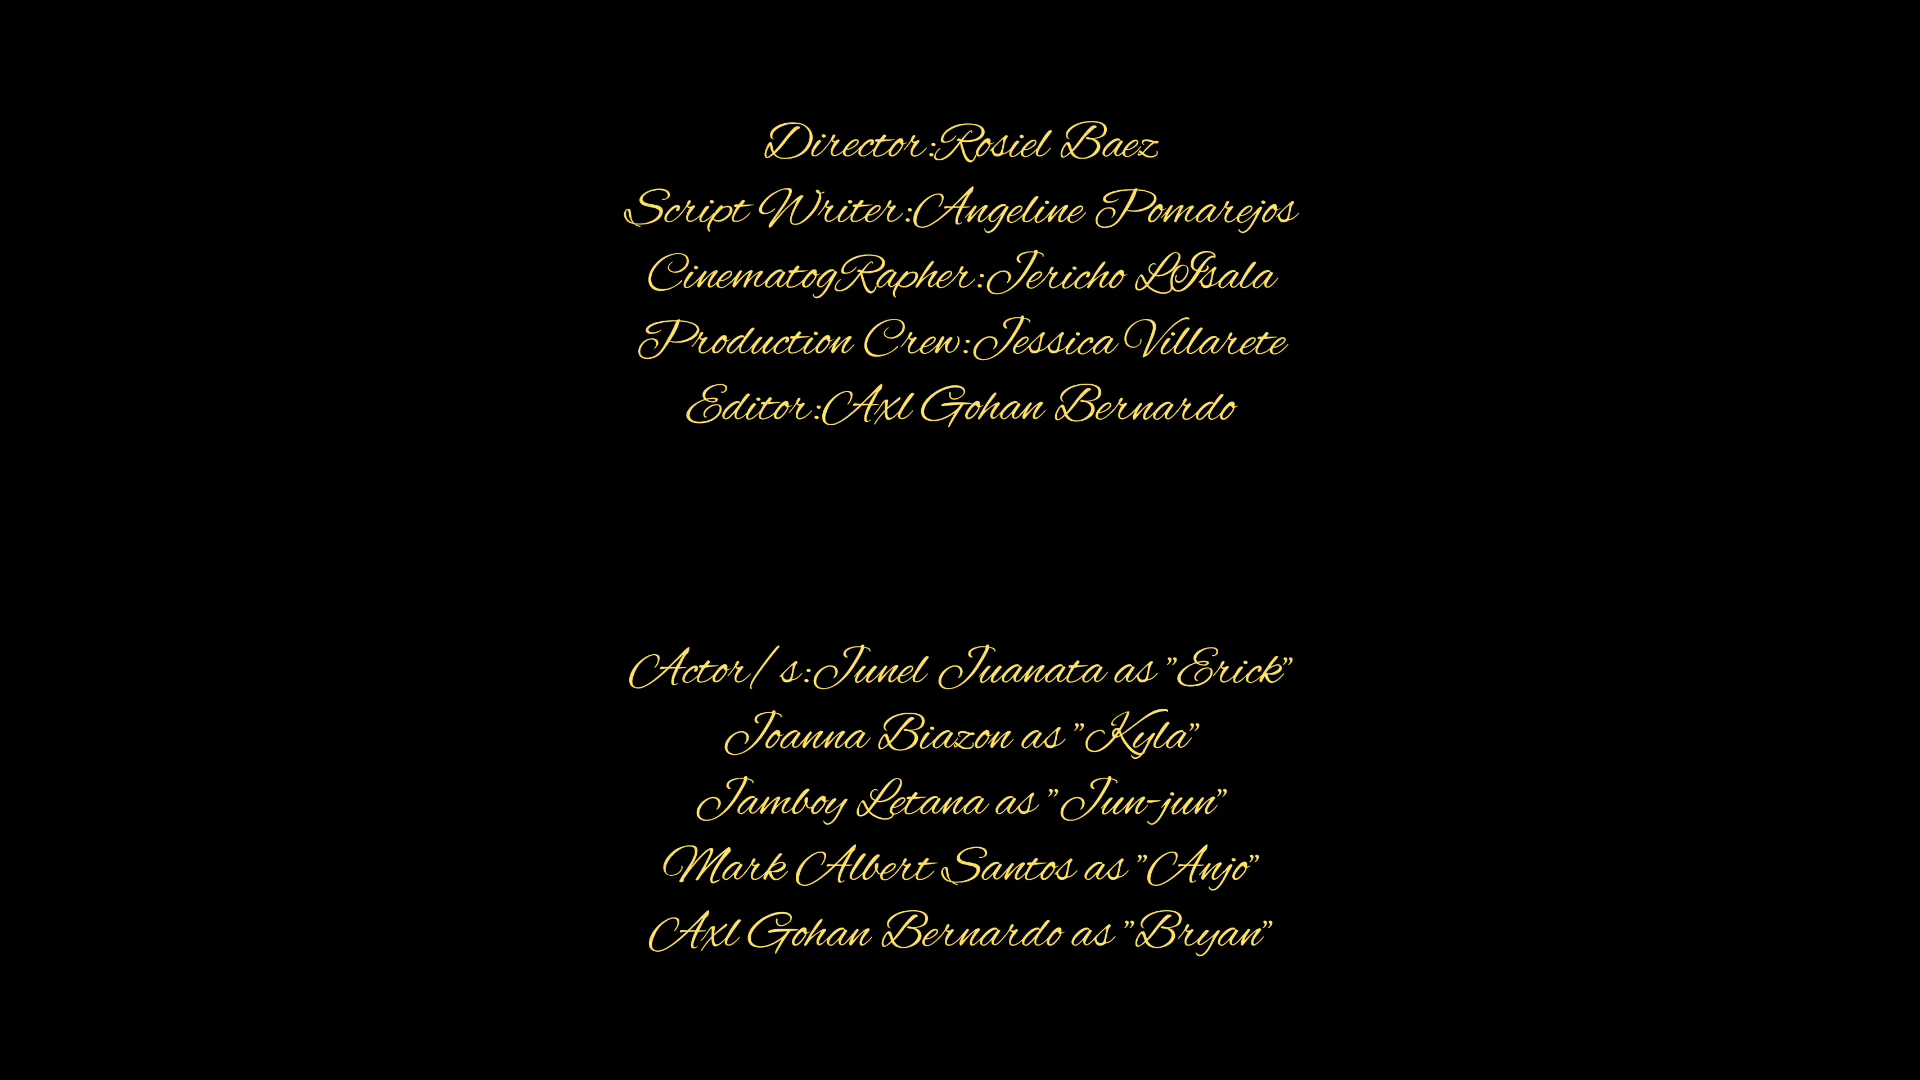 Director:Rosiel Baez
Script Writer:Angeline Pomarejos
CinematogRapher:Jericho LIsala
Production Crew:Jessica Villarete
Editor:Axl Gohan Bernardo
Actor/ s:Junel Juanata as "Erick"
Joanna Biazon as "Kyla"
Jamboy Letana as "Jun-jun"
Mark Albert Santos as "Anjo"
Axl Gohan Bernardo as "Bryan"